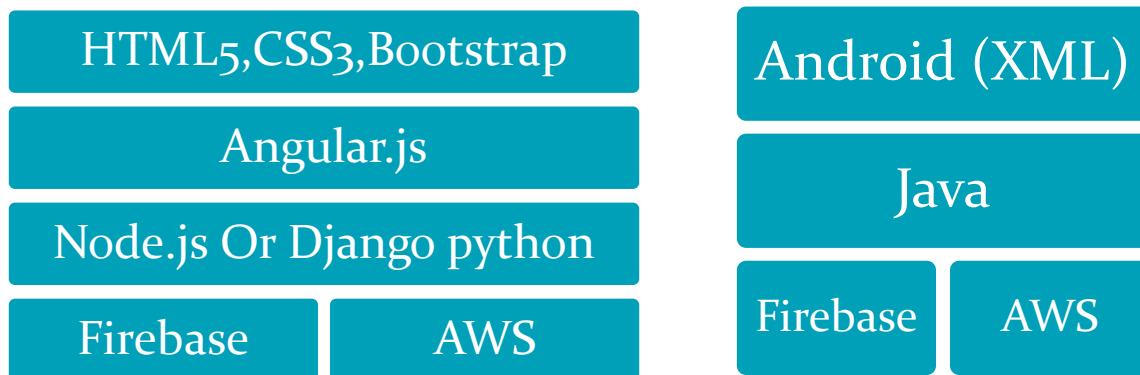 HTML5,CSS3,Bootstrap
Angular.js
Node.js Or Django python
Firebase
AWS
Android (XML)
Java
Firebase
AWS